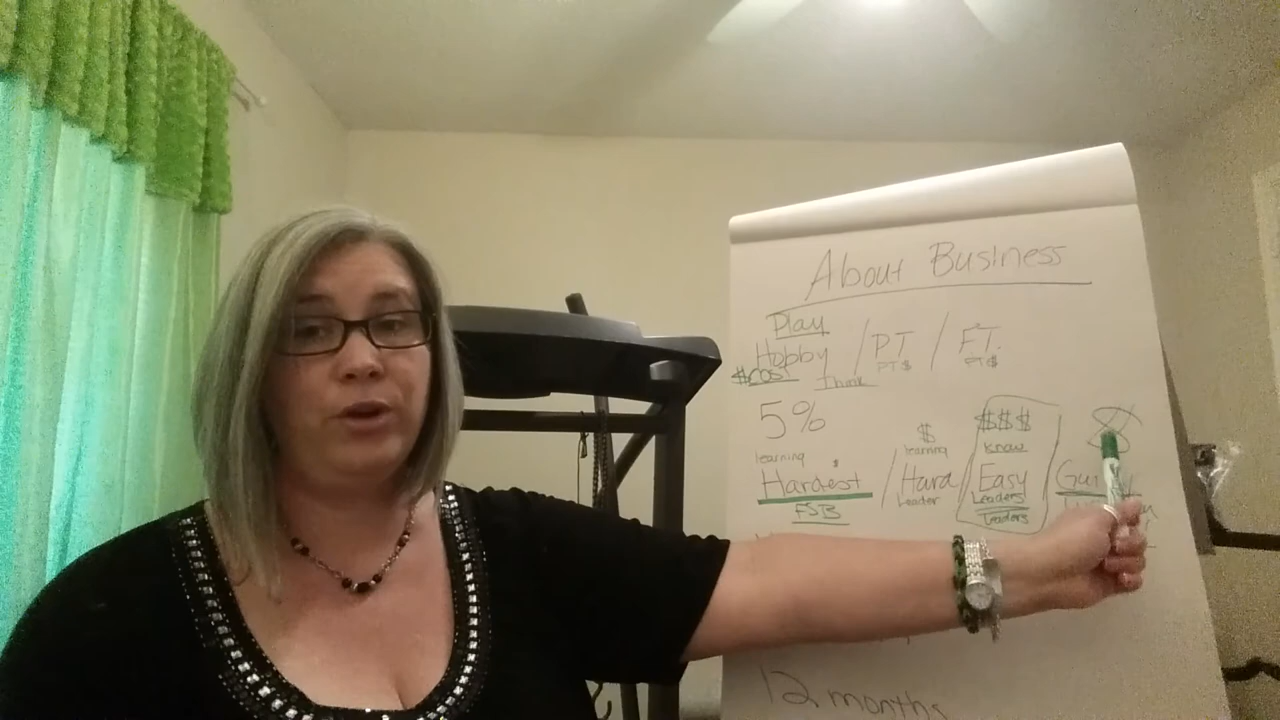 About Business
Play
Hobby / PT / FT.
PT$ PT$
$cost think
5% $ $$$ $
learning learning know
Hardest / Hard Easy
FSB Leader Leaders
Leaders
12 months